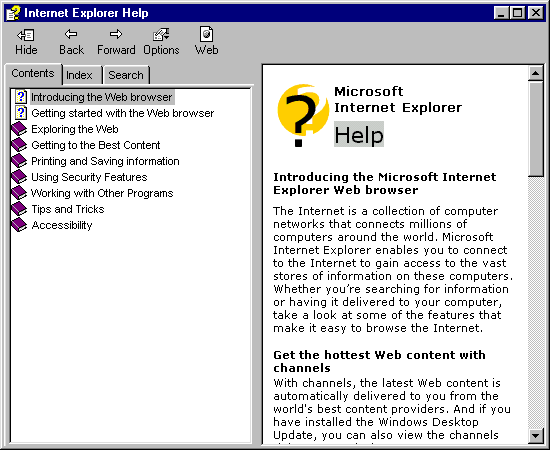 Internet Explorer Help
Hide Back Forward Options Web
Contents Index Search
Introducing the Web browser
Getting started with the Web browser
Exploring the Web
Getting to the Best Content
Printing and Saving information
Using Security Features
Working with Other Programs
Tips and Tricks
Accessibility
Microsoft
Internet Explorer
Help
Introducing the Microsoft Internet
Explorer Web browser
The Internet is a collection of computer
networks that connects millions of
computers around the world. Microsoft
Internet Explorer enables you to connect
to the Internet to gain access to the vast
stores of information on these computers.
Whether you're searching for information
or having it delivered to your computer,
take a look at some of the features that
make it easy to browse the Internet.
Get the hottest Web content with
channels
With channels, the latest Web content is
automatically delivered to you from the
world's best content providers. And if you
have installed the Windows Desktop
Update, you can also view the channels